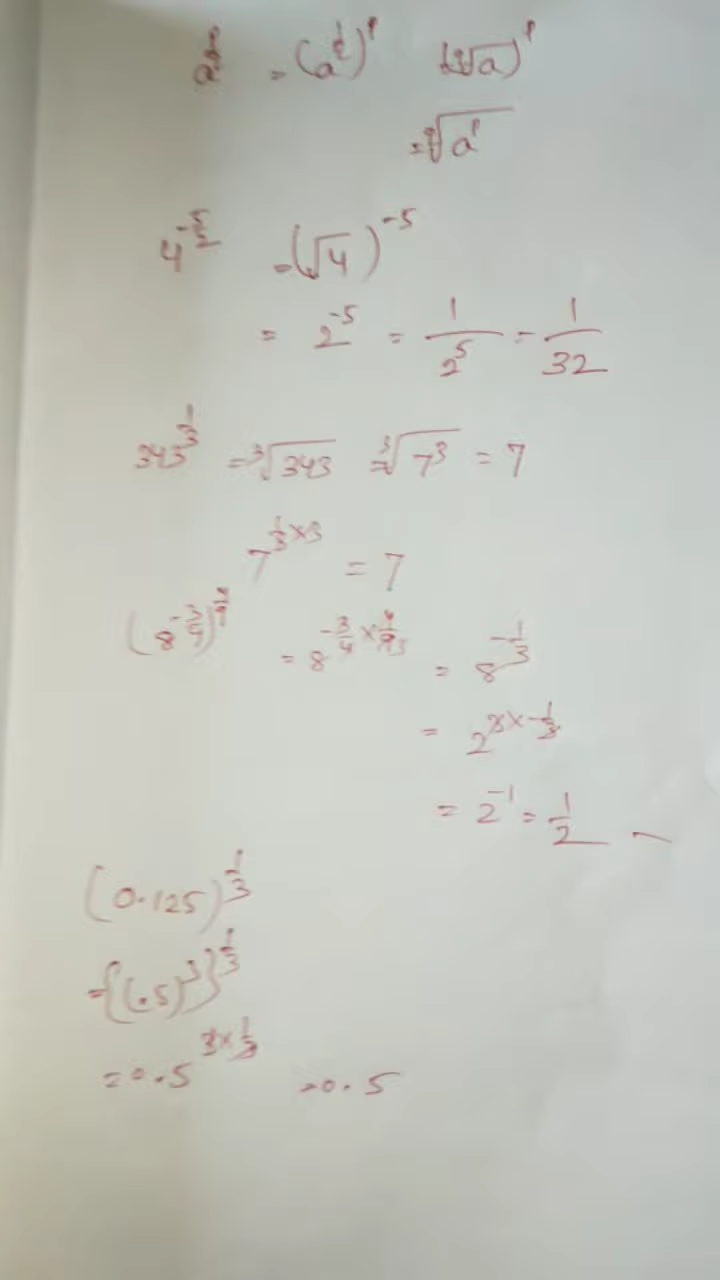 a^(p/q) = (a^(1/q))^p (q√a)^p
= q√a^p
4^(-5/2) = (√4)^-5
= 2^-5 = 1/2^5 = 1/32
343^(1/3) = ³√343 = ³√7³ = 7
7^(1/3 × 3) = 7
(8^(-3/4))^(4/9) = 8^(-3/4 × 4/9 3) = 8^(-1/3)
= 2^(3 × -1/3)
= 2^-1 = 1/2
(0.125)^(1/3)
= {(.5)^3}^(1/3)
= 0.5^(3 × 1/3) = 0.5